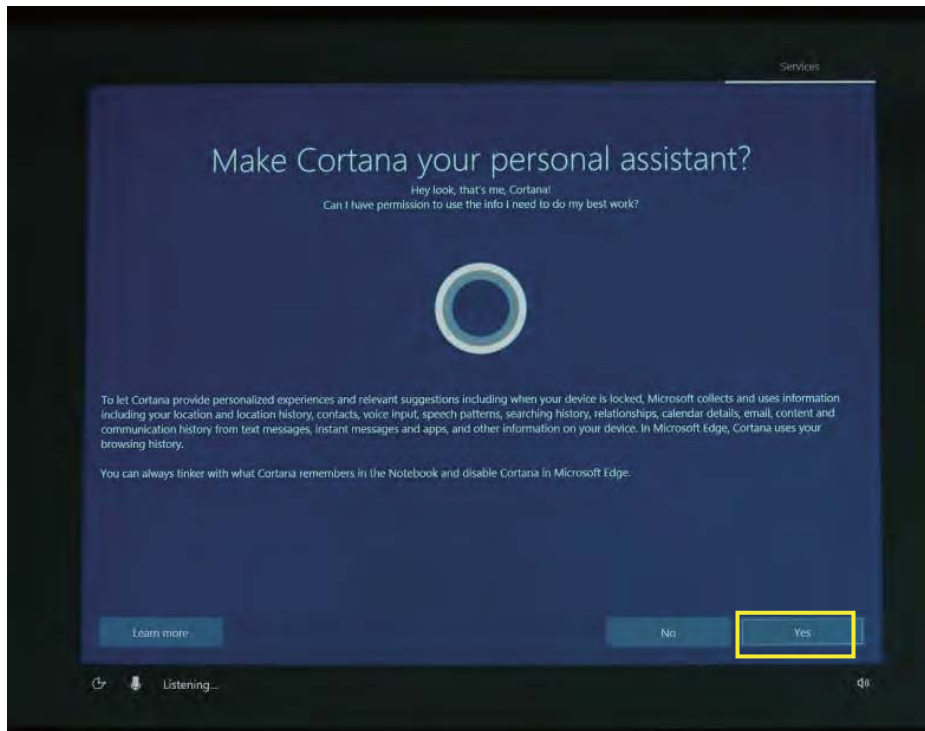 Services
Make Cortana your personal assistant?
Hey look, that's me, Cortana!
Can I have permission to use the info I need to do my best work?
To let Cortana provide personalized experiences and relevant suggestions including when your device is locked, Microsoft collects and uses information
including your location and location history, contacts, voice input, speech patterns, searching history, relationships, calendar details, email, content and
communication history from text messages, instant messages and apps, and other information on your device. In Microsoft Edge, Cortana uses your
browsing history.
You can always tinker with what Cortana remembers in the Notebook and disable Cortana in Microsoft Edge.
Learn more
No
Yes
Listening...